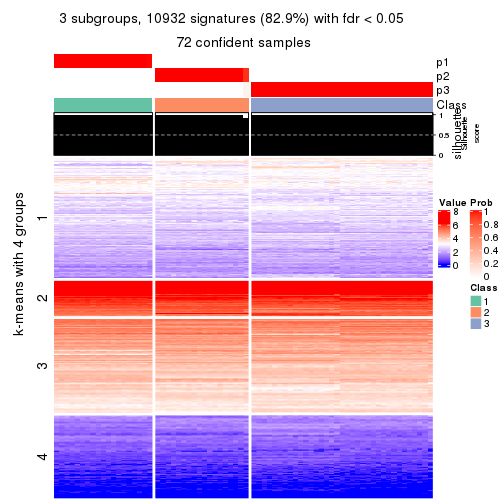 3 subgroups, 10932 signatures (82.9%) with fdr < 0.05
72 confident samples
p1
p2
p3
Class
1
0.5
0
silhouette
Silhouette
score
k-means with 4 groups
1
2
3
4
Value
8
6
4
2
0
Prob
1
0.8
0.6
0.4
0.2
0
Class
1
2
3